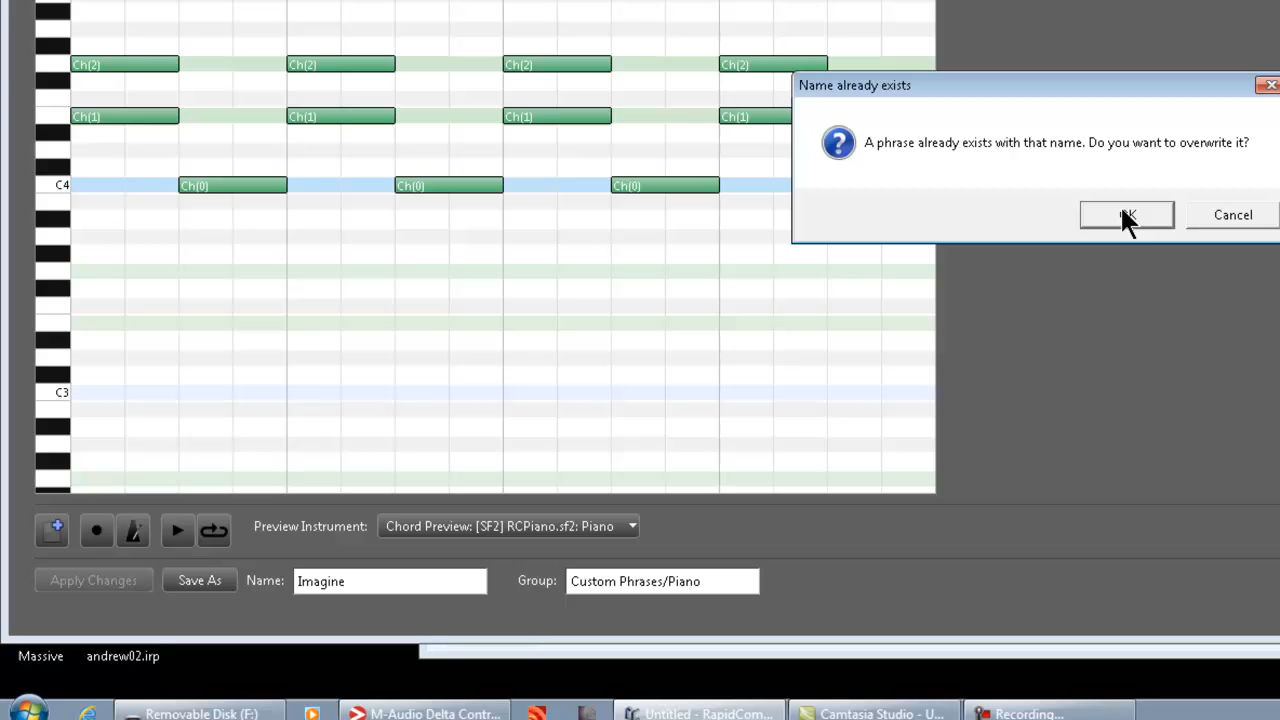 Ch(2) Ch(2) Ch(2) Ch(2)
Name already exists
Ch(1) Ch(1) Ch(1) Ch(1)
A phrase already exists with that name. Do you want to overwrite it?
C4 Ch(0) Ch(0) Ch(0)
OK Cancel
C3
Preview Instrument: Chord Preview: [SF2] RCPiano.sf2: Piano
Apply Changes Save As Name: Imagine Group: Custom Phrases/Piano
Massive andrew02.irp
Removable Disk (F:) M-Audio Delta Contr... Untitled - RapidCom... Camtasia Studio - U... Recording...